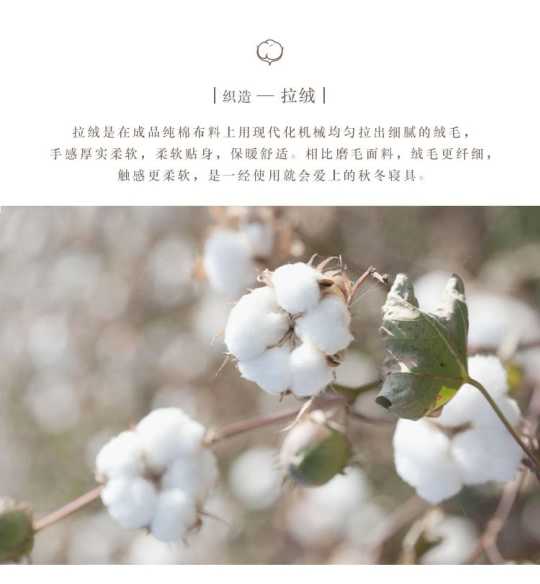 |织造 — 拉绒|
拉绒是在成品纯棉布料上用现代化机械均匀拉出细腻的绒毛，
手感厚实柔软，柔软贴身，保暖舒适。相比磨毛面料，绒毛更纤细，
触感更柔软，是一经使用就会爱上的秋冬寝具。